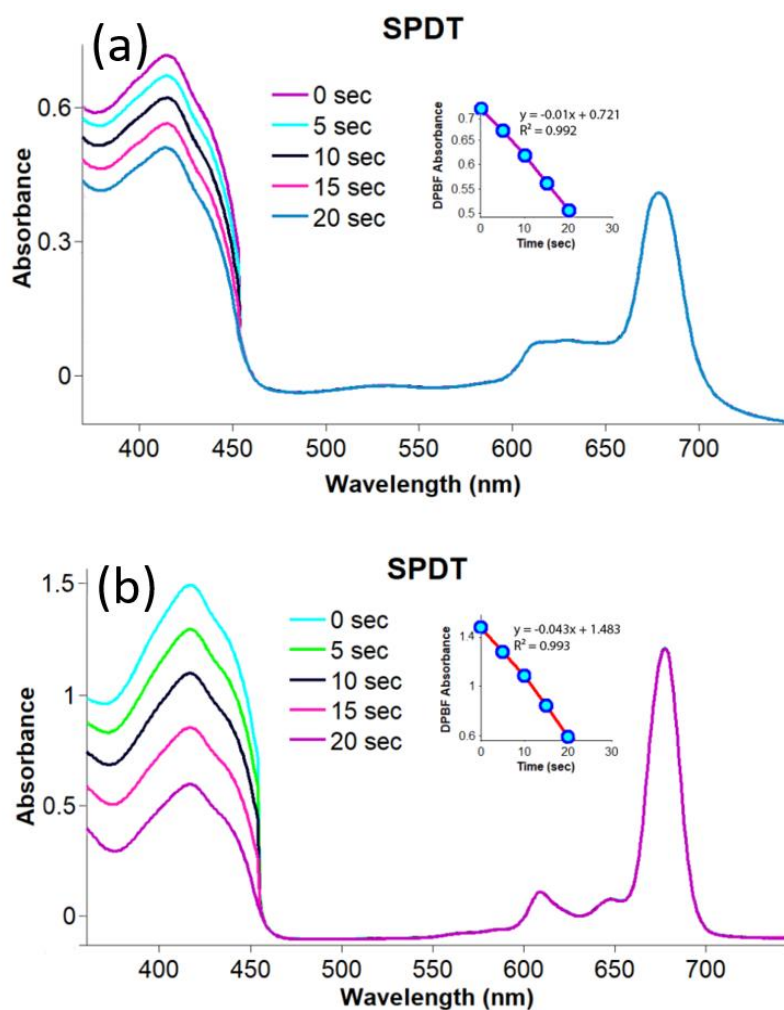 (a)
SPDT
Absorbance
0.6
0.3
0
0 sec
5 sec
10 sec
15 sec
20 sec
DPBF Absorbance
0.7
0.65
0.6
0.55
0.5
y = -0.01x + 0.721
R² = 0.992
0 10 20 30
Time (sec)
400 450 500 550 600 650 700
Wavelength (nm)
(b)
SPDT
Absorbance
1.5
1
0.5
0
0 sec
5 sec
10 sec
15 sec
20 sec
DPBF Absorbance
1.4
1
0.6
y = -0.043x + 1.483
R² = 0.993
0 10 20 30
Time (sec)
400 450 500 550 600 650 700
Wavelength (nm)